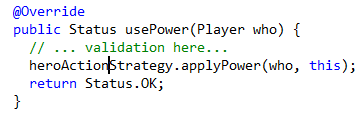 @Override
public Status usePower(Player who) {
// ... validation here...
heroActionStrategy.applyPower(who, this);
return Status.OK;
}